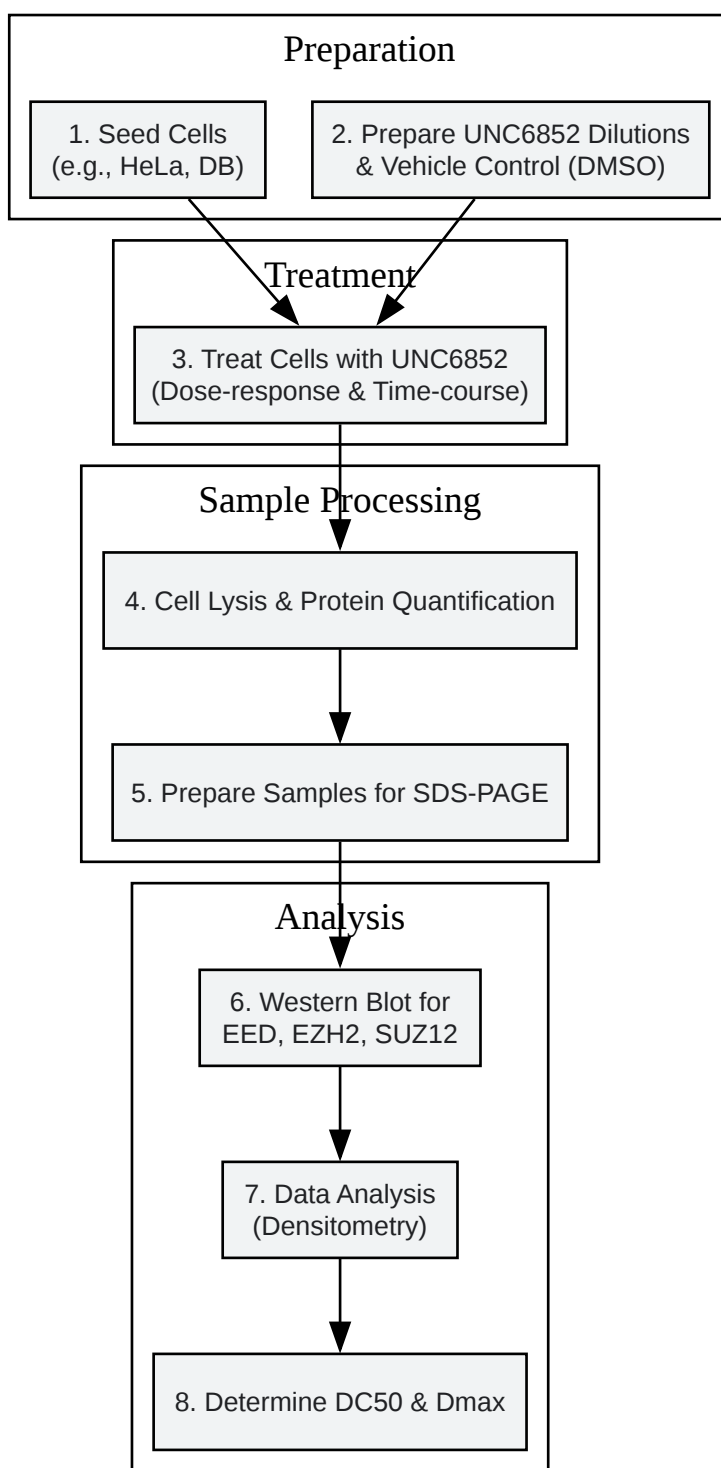 Preparation
1. Seed Cells
(e.g., HeLa, DB)
2. Prepare UNC6852 Dilutions
& Vehicle Control (DMSO)
Treatment
3. Treat Cells with UNC6852
(Dose-response & Time-course)
Sample Processing
4. Cell Lysis & Protein Quantification
5. Prepare Samples for SDS-PAGE
Analysis
6. Western Blot for
EED, EZH2, SUZ12
7. Data Analysis
(Densitometry)
8. Determine DC50 & Dmax